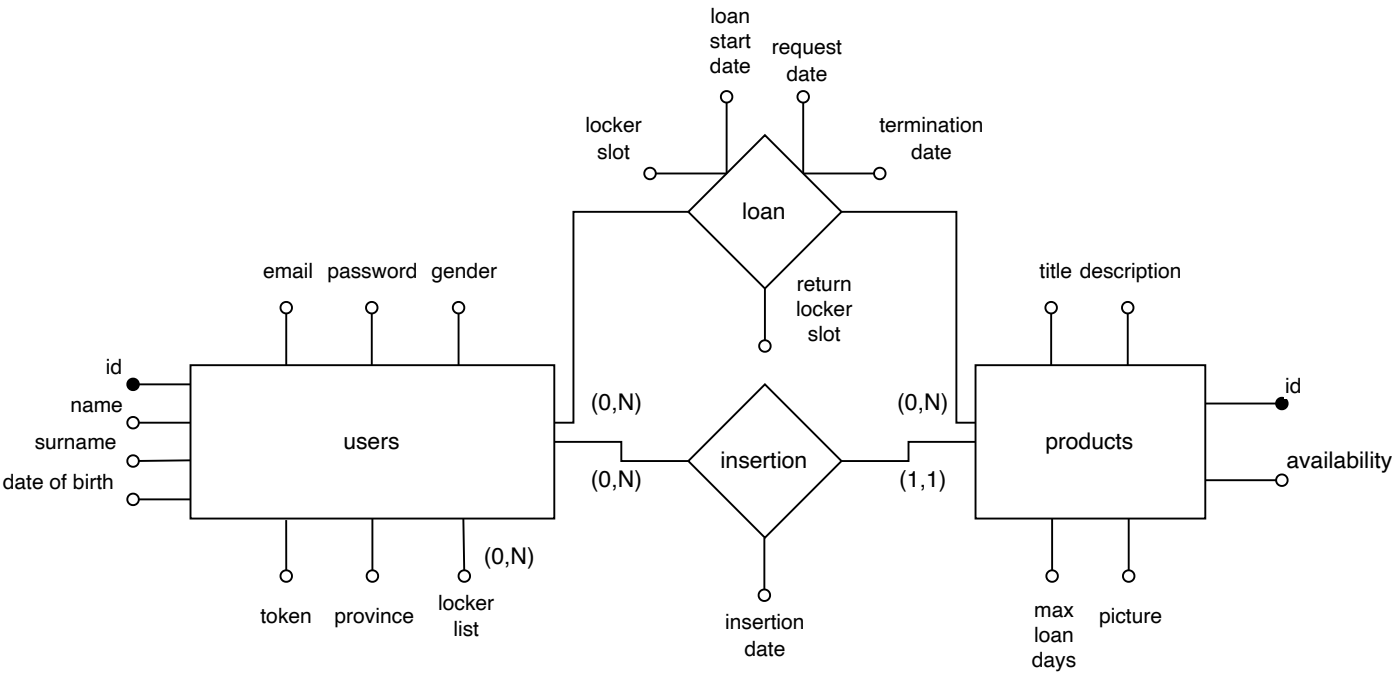 loan
start
date
request
date
locker
slot
termination
date
loan
return
locker
slot
email password gender
title description
id
name
surname
date of birth
users
(0,N)
(0,N)
insertion
(0,N)
(1,1)
products
id
availability
(0,N)
token
province
locker
list
insertion
date
max
loan
days
picture